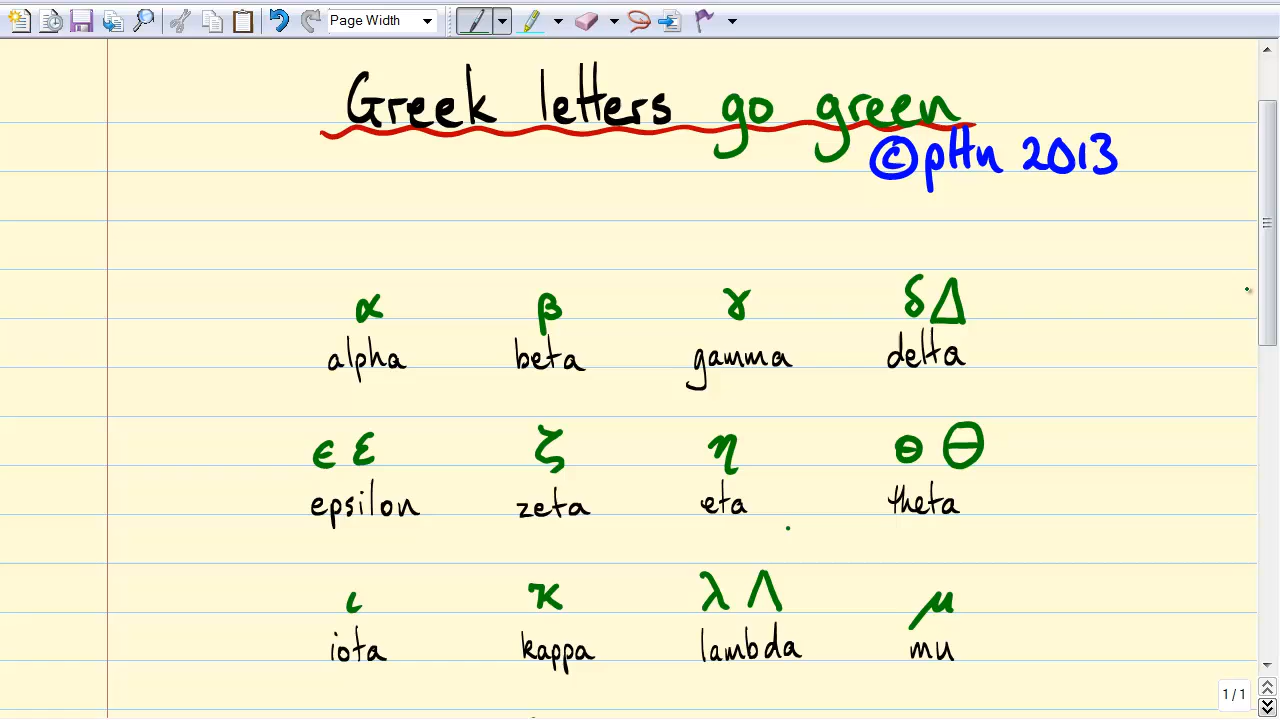 Page Width
Greek letters go green
©pHn 2013
α β γ δ Δ
alpha beta gamma delta
ϵ ε ζ η θ Θ
epsilon zeta eta theta
ι κ λ Λ μ
iota kappa lambda mu
1/1